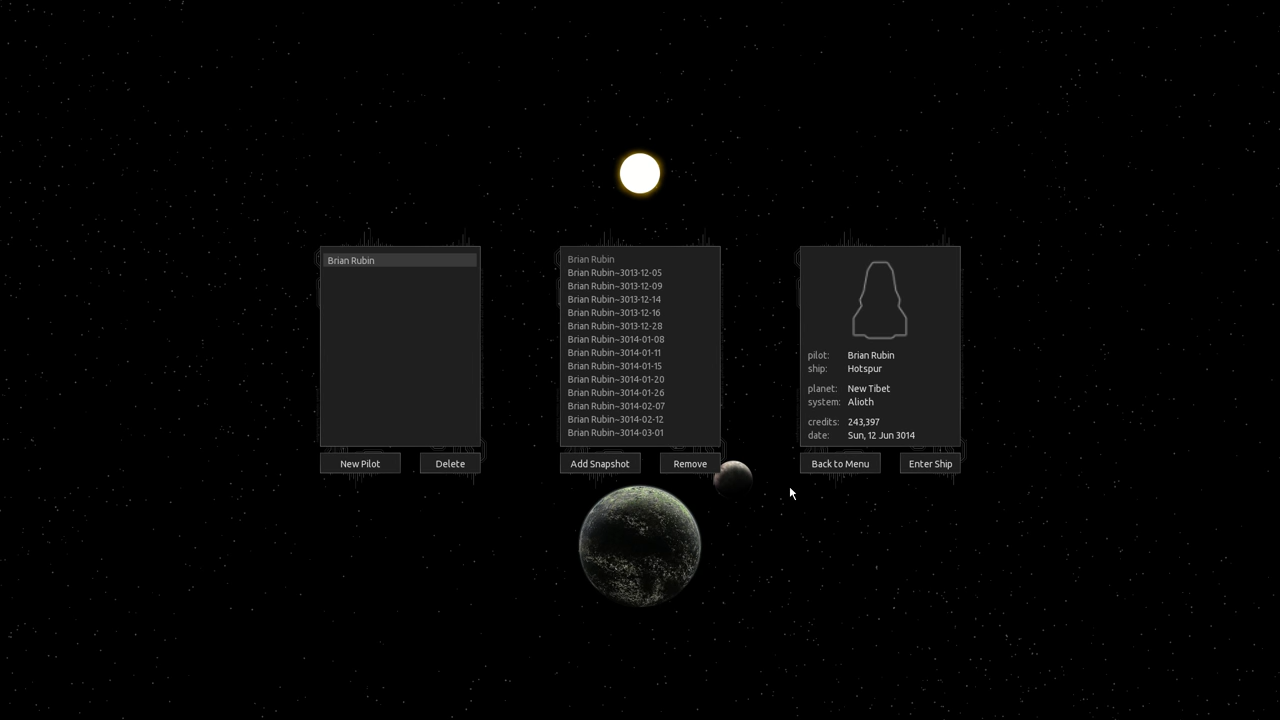 Brian Rubin
New Pilot
Delete
Brian Rubin
Brian Rubin~3013-12-05
Brian Rubin~3013-12-09
Brian Rubin~3013-12-14
Brian Rubin~3013-12-16
Brian Rubin~3013-12-28
Brian Rubin~3014-01-08
Brian Rubin~3014-01-11
Brian Rubin~3014-01-15
Brian Rubin~3014-01-20
Brian Rubin~3014-01-26
Brian Rubin~3014-02-07
Brian Rubin~3014-02-12
Brian Rubin~3014-03-01
Add Snapshot
Remove
pilot: Brian Rubin
ship: Hotspur
planet: New Tibet
system: Alioth
credits: 243,397
date: Sun, 12 Jun 3014
Back to Menu
Enter Ship